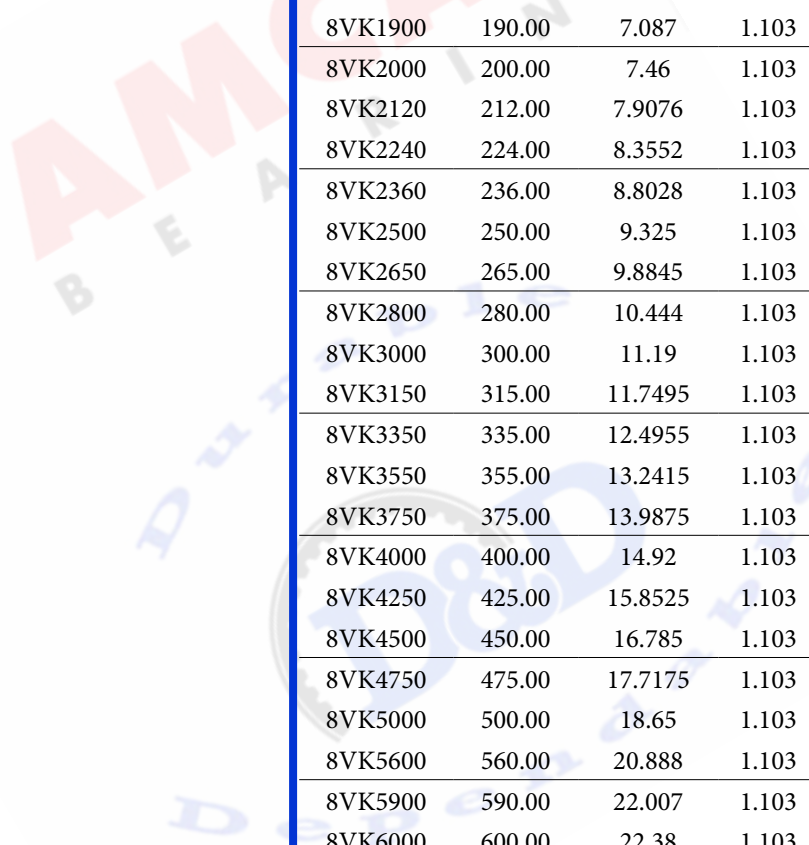 8VK1900 190.00 7.087 1.103
8VK2000 200.00 7.46 1.103
8VK2120 212.00 7.9076 1.103
8VK2240 224.00 8.3552 1.103
8VK2360 236.00 8.8028 1.103
8VK2500 250.00 9.325 1.103
8VK2650 265.00 9.8845 1.103
8VK2800 280.00 10.444 1.103
8VK3000 300.00 11.19 1.103
8VK3150 315.00 11.7495 1.103
8VK3350 335.00 12.4955 1.103
8VK3550 355.00 13.2415 1.103
8VK3750 375.00 13.9875 1.103
8VK4000 400.00 14.92 1.103
8VK4250 425.00 15.8525 1.103
8VK4500 450.00 16.785 1.103
8VK4750 475.00 17.7175 1.103
8VK5000 500.00 18.65 1.103
8VK5600 560.00 20.888 1.103
8VK5900 590.00 22.007 1.103
8VK6000 600.00 22.38 1.103
Durable
D&D